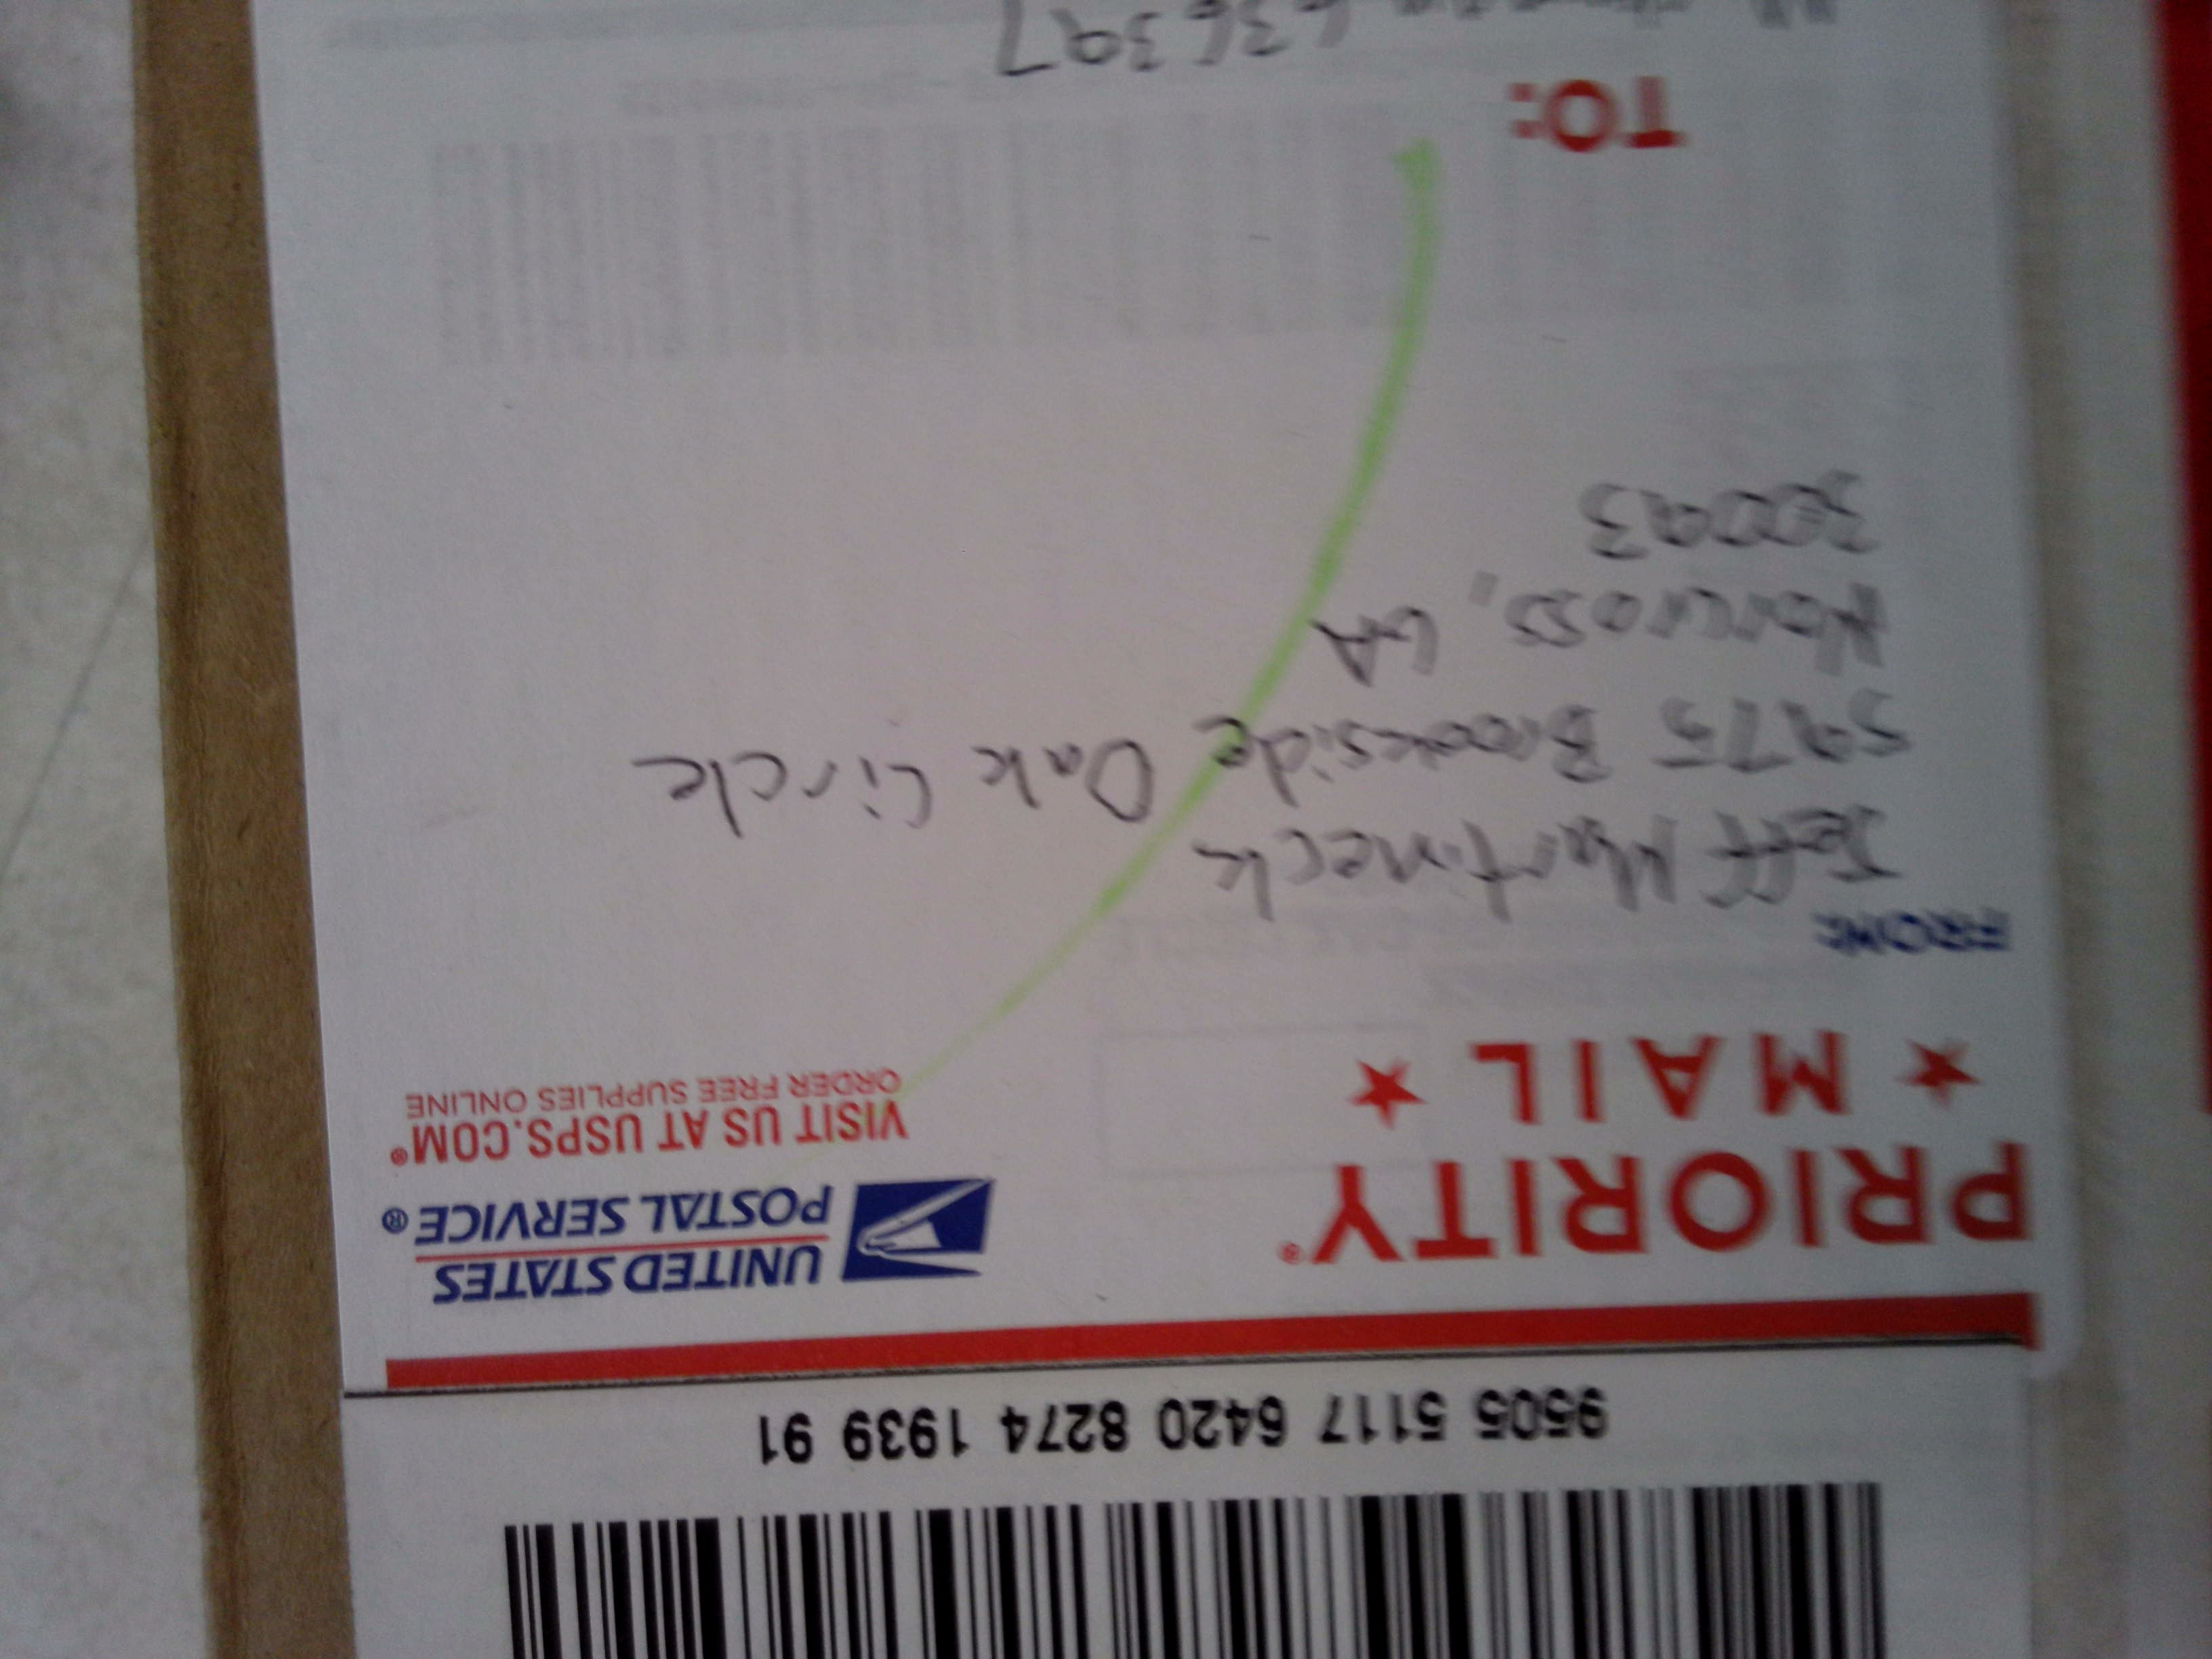 9505 5117 6420 8274 1939 91
PRIORITY®
★ MAIL ★
UNITED STATES
POSTAL SERVICE®
VISIT US AT USPS.COM®
ORDER FREE SUPPLIES ONLINE
FROM:
Jeff Martineck
5975 Brookside Oak Circle
Norcross, GA
30093
TO:
636397